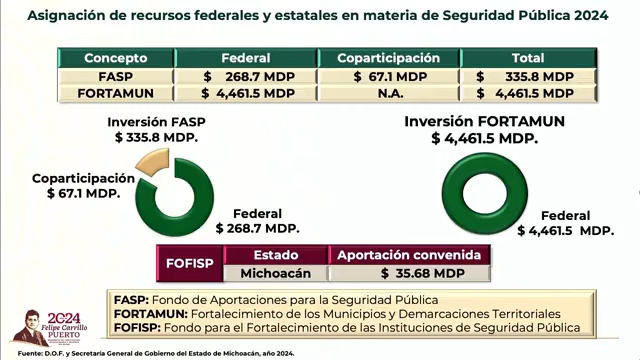 Asignación de recursos federales y estatales en materia de Seguridad Pública 2024
Concepto Federal Coparticipación Total
FASP $ 268.7 MDP $ 67.1 MDP $ 335.8 MDP
FORTAMUN $ 4,461.5 MDP N.A. $ 4,461.5 MDP
Inversión FASP
$ 335.8 MDP.
Coparticipación
$ 67.1 MDP.
Federal
$ 268.7 MDP.
Inversión FORTAMUN
$ 4,461.5 MDP.
Federal
$ 4,461.5 MDP.
FOFISP Estado Aportación convenida
Michoacán $ 35.68 MDP
FASP: Fondo de Aportaciones para la Seguridad Pública
FORTAMUN: Fortalecimiento de los Municipios y Demarcaciones Territoriales
FOFISP: Fondo para el Fortalecimiento de las Instituciones de Seguridad Pública
2024
Felipe Carrillo
PUERTO
Fuente: D.O.F. y Secretaría General de Gobierno del Estado de Michoacán, año 2024.